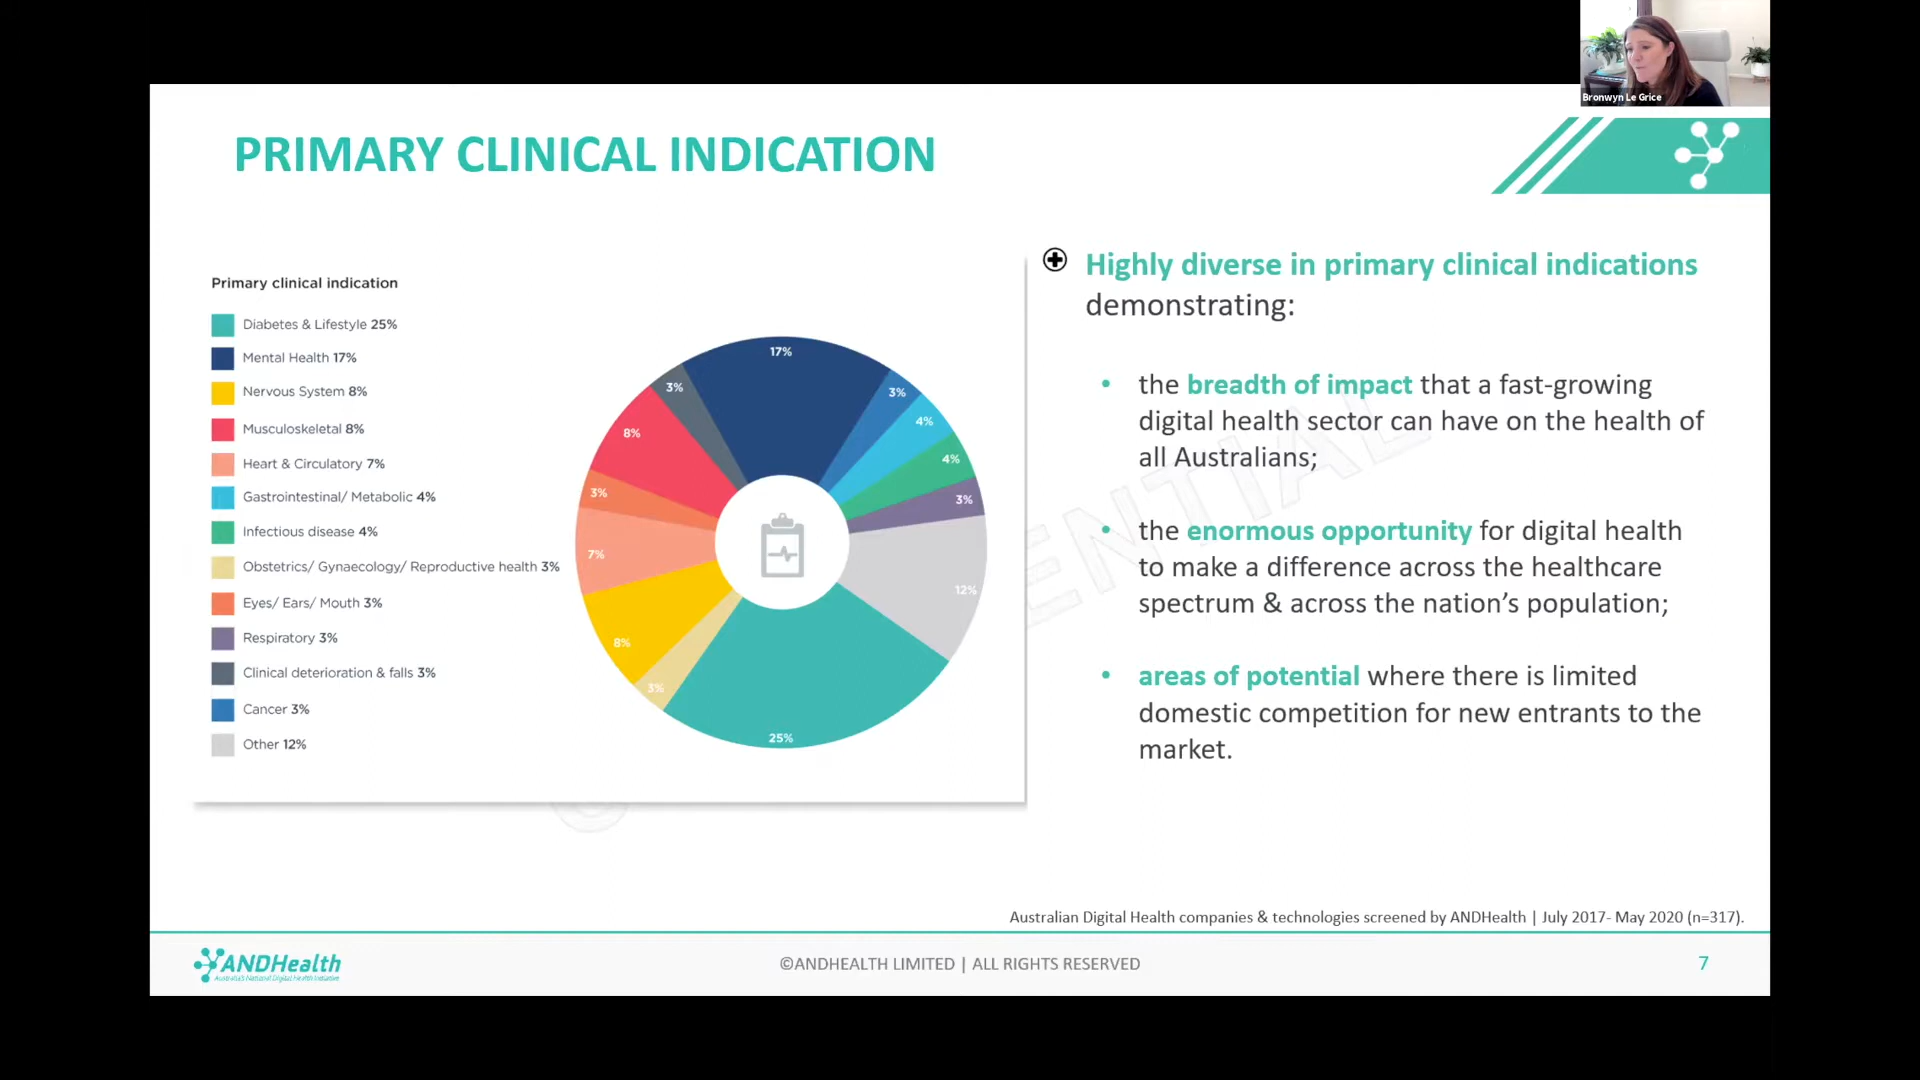 Bronwyn Le Grice
PRIMARY CLINICAL INDICATION
Primary clinical indication
Diabetes & Lifestyle 25%
Mental Health 17%
Nervous System 8%
Musculoskeletal 8%
Heart & Circulatory 7%
Gastrointestinal/ Metabolic 4%
Infectious disease 4%
Obstetrics/ Gynaecology/ Reproductive health 3%
Eyes/ Ears/ Mouth 3%
Respiratory 3%
Clinical deterioration & falls 3%
Cancer 3%
Other 12%
17%
3%
4%
4%
3%
12%
25%
3%
8%
7%
3%
8%
3%
Highly diverse in primary clinical indications
demonstrating:
• the breadth of impact that a fast-growing
digital health sector can have on the health of
all Australians;
• the enormous opportunity for digital health
to make a difference across the healthcare
spectrum & across the nation’s population;
• areas of potential where there is limited
domestic competition for new entrants to the
market.
Australian Digital Health companies & technologies screened by ANDHealth | July 2017- May 2020 (n=317).
ANDHealth
Australia's National Digital Health Initiative
©ANDHEALTH LIMITED | ALL RIGHTS RESERVED
7